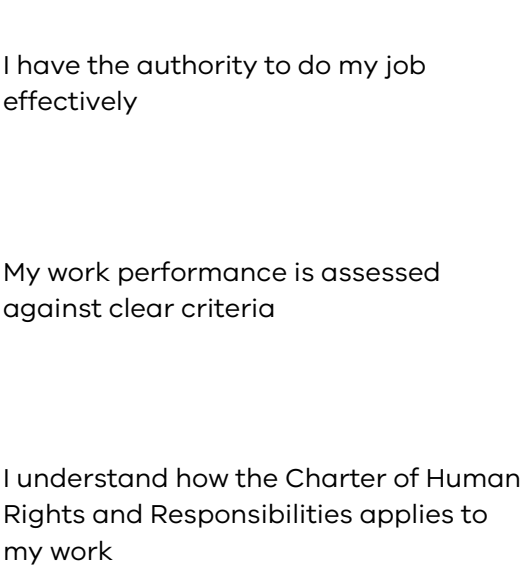 I have the authority to do my job
effectively
My work performance is assessed
against clear criteria
I understand how the Charter of Human
Rights and Responsibilities applies to
my work